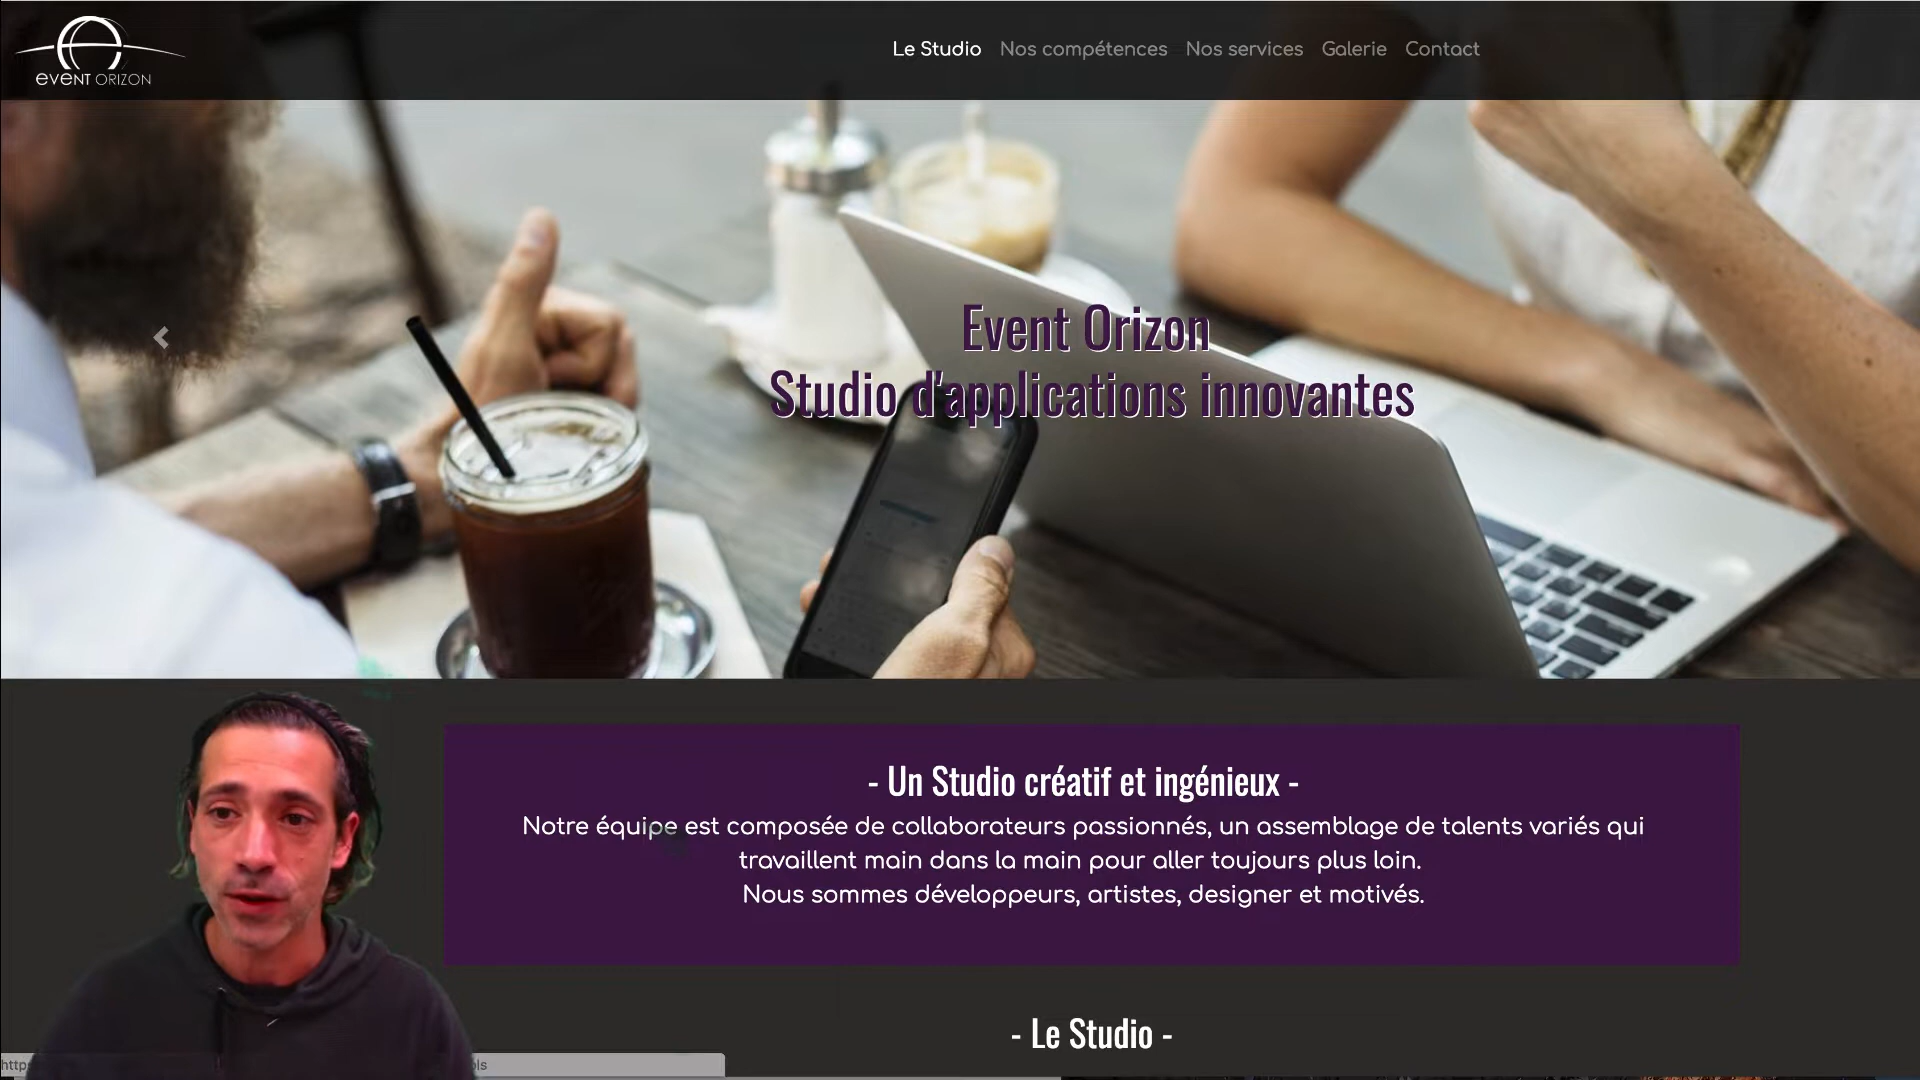 eveNT ORIZON
Le Studio Nos compétences Nos services Galerie Contact
Event Orizon
Studio d'applications innovantes
- Un Studio créatif et ingénieux -
Notre équipe est composée de collaborateurs passionnés, un assemblage de talents variés qui
travaillent main dans la main pour aller toujours plus loin.
Nous sommes développeurs, artistes, designer et motivés.
- Le Studio -